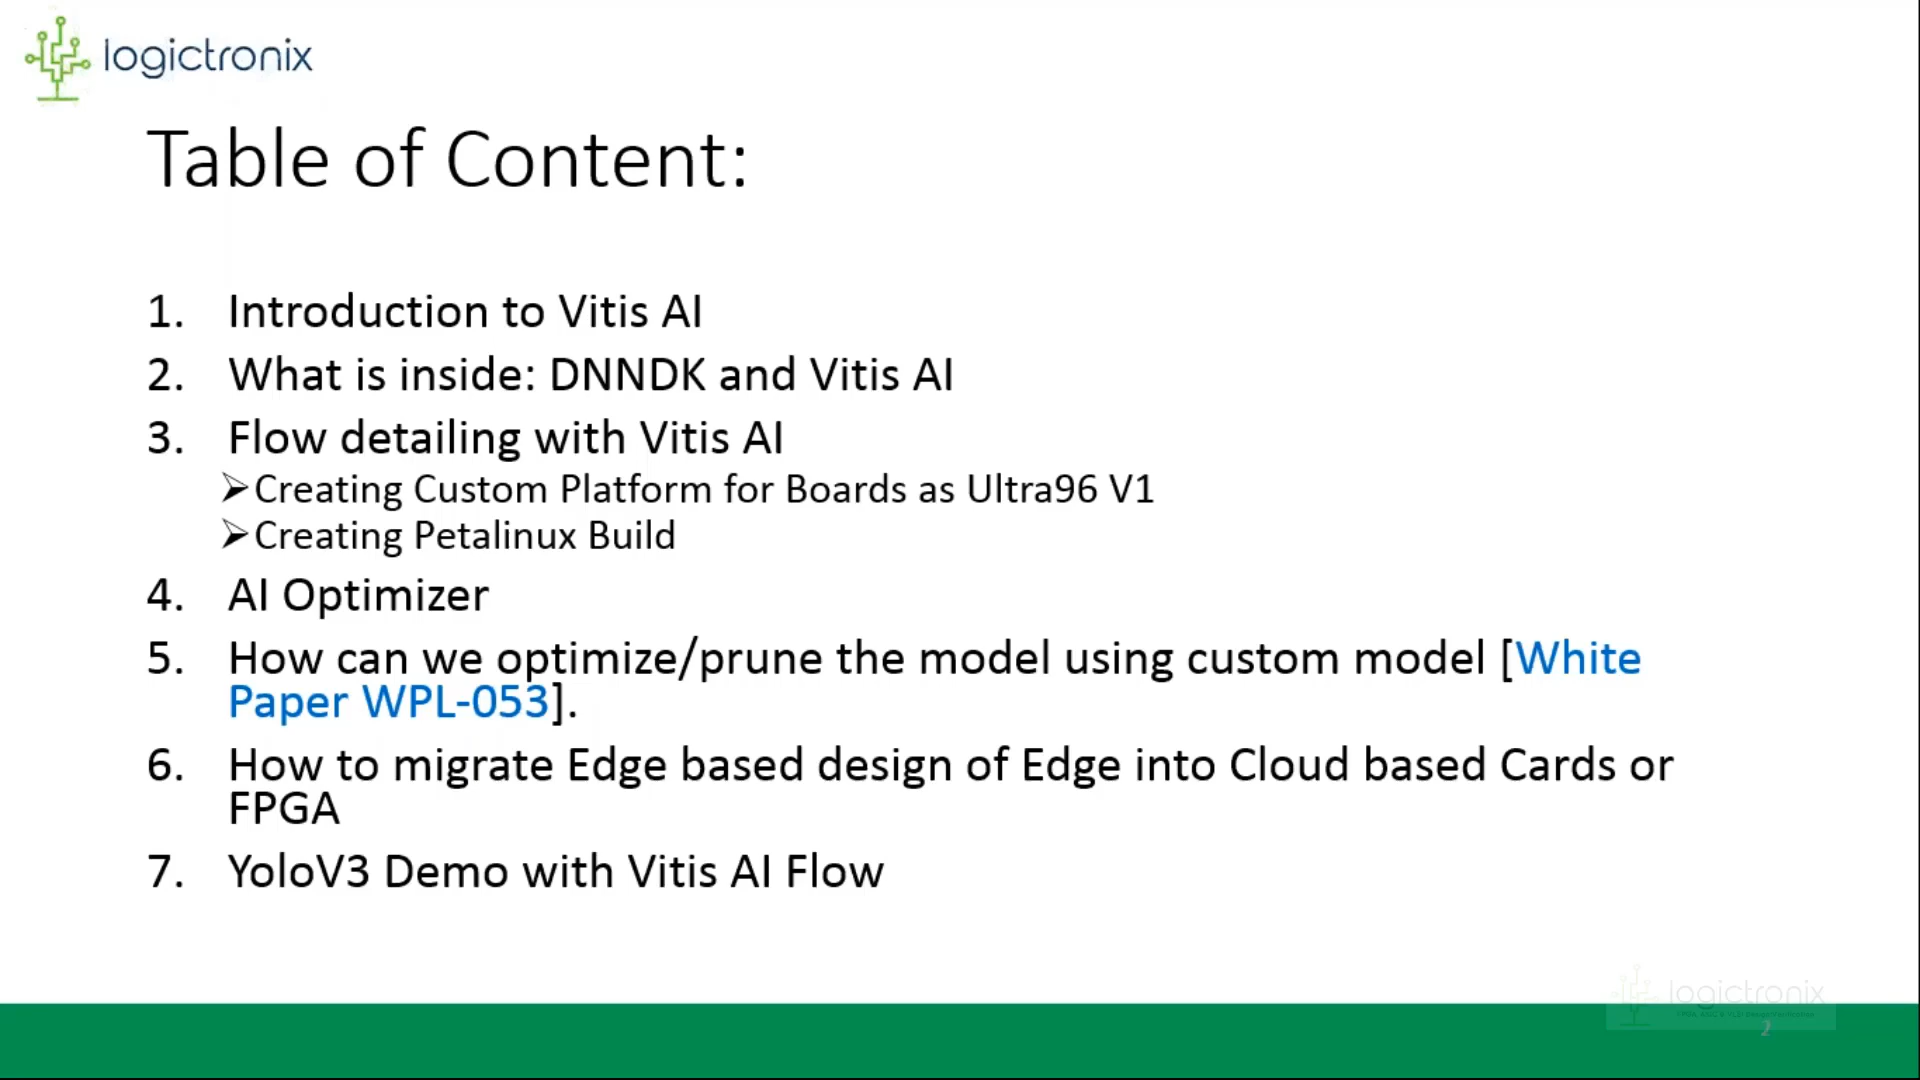 logictronix
Table of Content:
1. Introduction to Vitis AI
2. What is inside: DNNDK and Vitis AI
3. Flow detailing with Vitis AI
➢Creating Custom Platform for Boards as Ultra96 V1
➢Creating Petalinux Build
4. AI Optimizer
5. How can we optimize/prune the model using custom model [White
Paper WPL-053].
6. How to migrate Edge based design of Edge into Cloud based Cards or
FPGA
7. YoloV3 Demo with Vitis AI Flow
logictronix
2